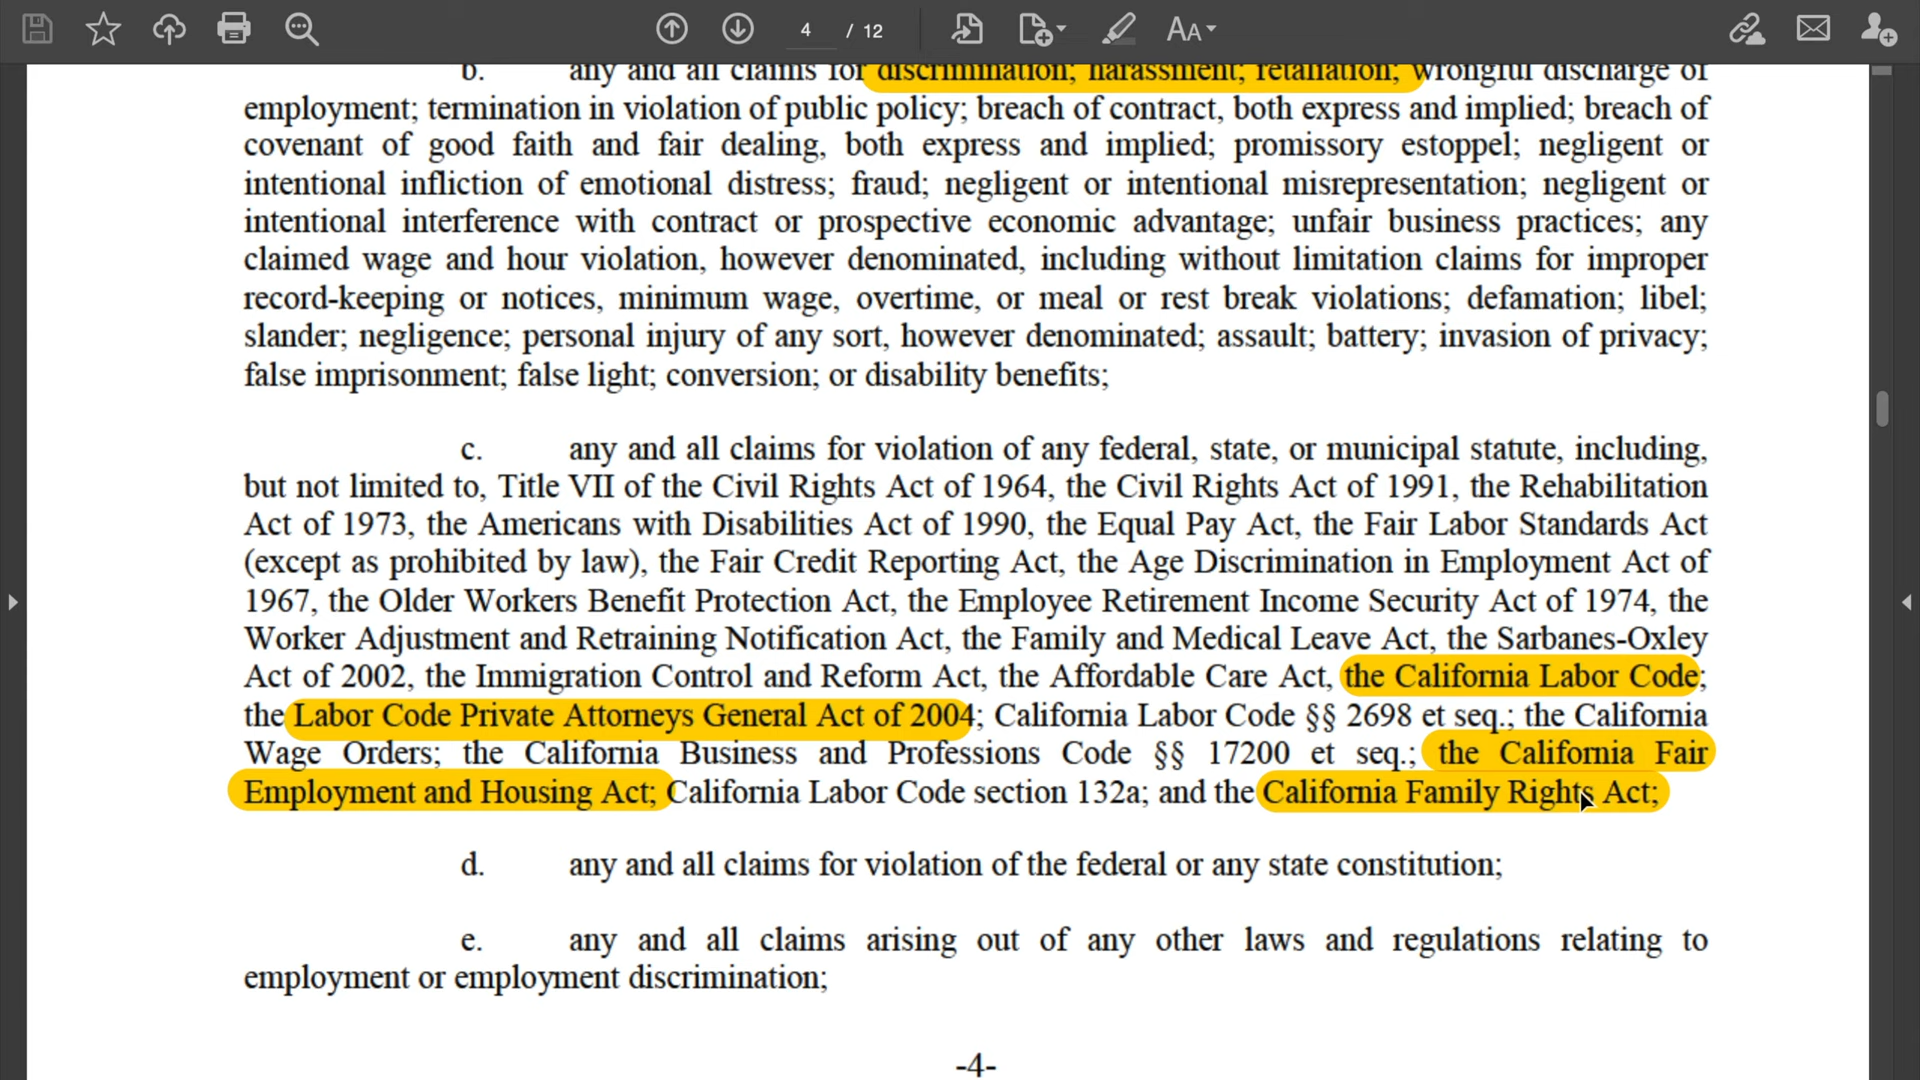 4 / 12
b. any and all claims for discrimination; harassment; retaliation; wrongful discharge of
employment; termination in violation of public policy; breach of contract, both express and implied; breach of
covenant of good faith and fair dealing, both express and implied; promissory estoppel; negligent or
intentional infliction of emotional distress; fraud; negligent or intentional misrepresentation; negligent or
intentional interference with contract or prospective economic advantage; unfair business practices; any
claimed wage and hour violation, however denominated, including without limitation claims for improper
record-keeping or notices, minimum wage, overtime, or meal or rest break violations; defamation; libel;
slander; negligence; personal injury of any sort, however denominated; assault; battery; invasion of privacy;
false imprisonment; false light; conversion; or disability benefits;
c. any and all claims for violation of any federal, state, or municipal statute, including,
but not limited to, Title VII of the Civil Rights Act of 1964, the Civil Rights Act of 1991, the Rehabilitation
Act of 1973, the Americans with Disabilities Act of 1990, the Equal Pay Act, the Fair Labor Standards Act
(except as prohibited by law), the Fair Credit Reporting Act, the Age Discrimination in Employment Act of
1967, the Older Workers Benefit Protection Act, the Employee Retirement Income Security Act of 1974, the
Worker Adjustment and Retraining Notification Act, the Family and Medical Leave Act, the Sarbanes-Oxley
Act of 2002, the Immigration Control and Reform Act, the Affordable Care Act, the California Labor Code;
the Labor Code Private Attorneys General Act of 2004; California Labor Code §§ 2698 et seq.; the California
Wage Orders; the California Business and Professions Code §§ 17200 et seq.; the California Fair
Employment and Housing Act; California Labor Code section 132a; and the California Family Rights Act;
d. any and all claims for violation of the federal or any state constitution;
e. any and all claims arising out of any other laws and regulations relating to
employment or employment discrimination;
-4-